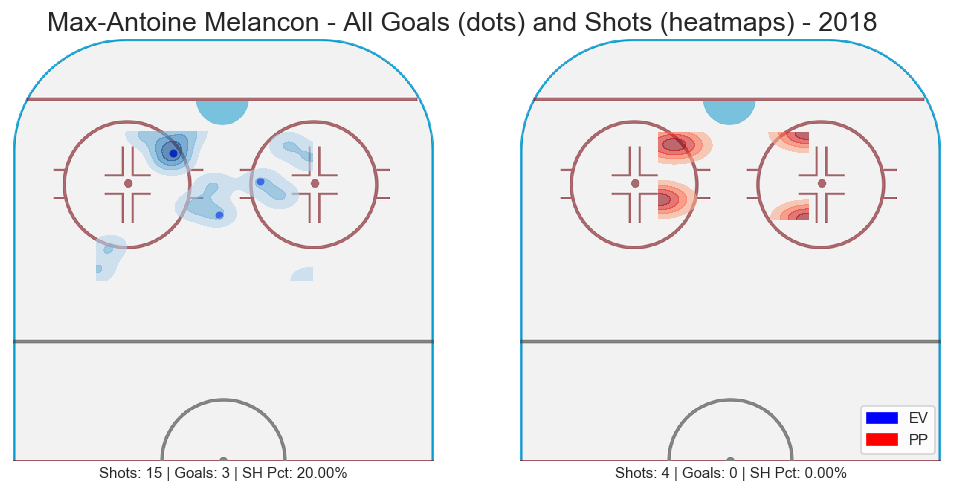 Max-Antoine Melancon - All Goals (dots) and Shots (heatmaps) - 2018
EV
PP
Shots: 15 | Goals: 3 | SH Pct: 20.00%
Shots: 4 | Goals: 0 | SH Pct: 0.00%